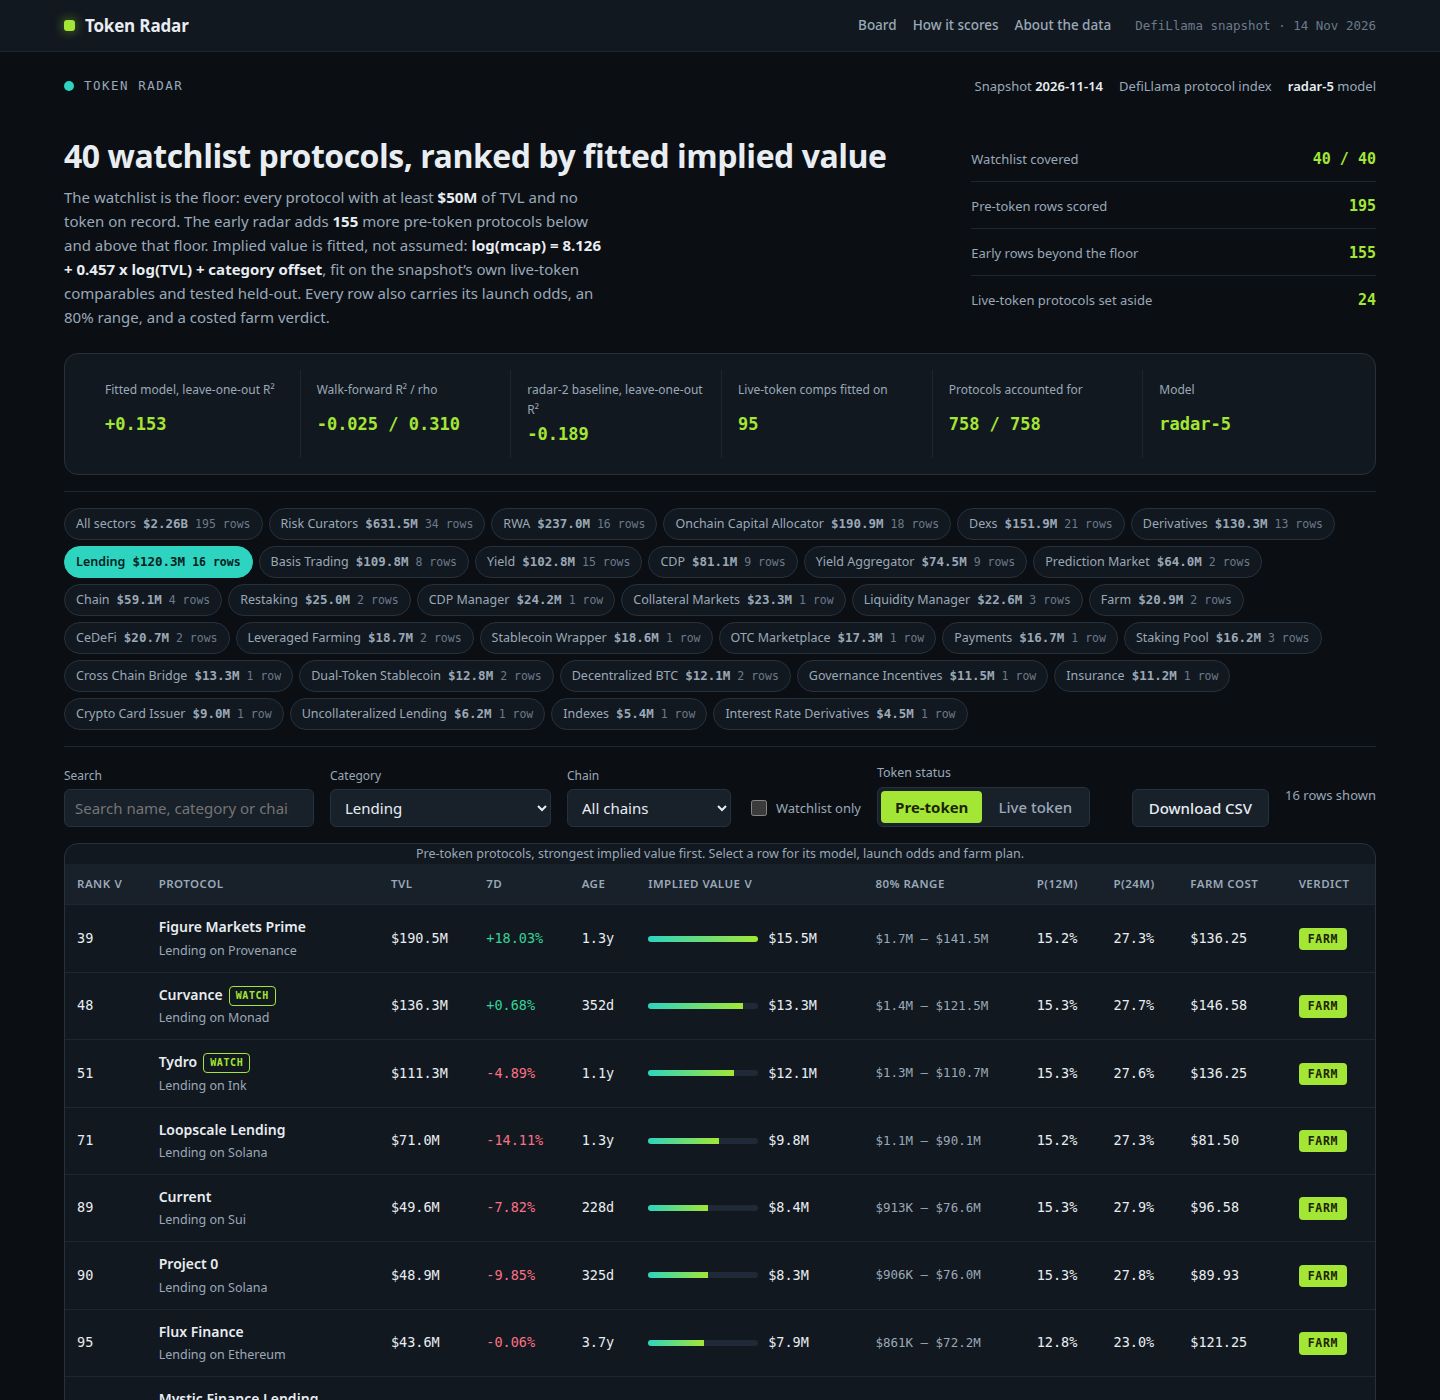 Token Radar
Board How it scores About the data DefiLlama snapshot · 14 Nov 2026
TOKEN RADAR
Snapshot 2026-11-14 DefiLlama protocol index radar-5 model
40 watchlist protocols, ranked by fitted implied value
The watchlist is the floor: every protocol with at least $50M of TVL and no
token on record. The early radar adds 155 more pre-token protocols below
and above that floor. Implied value is fitted, not assumed: log(mcap) = 8.126
+ 0.457 x log(TVL) + category offset, fit on the snapshot's own live-token
comparables and tested held-out. Every row also carries its launch odds, an
80% range, and a costed farm verdict.
Watchlist covered 40 / 40
Pre-token rows scored 195
Early rows beyond the floor 155
Live-token protocols set aside 24
Fitted model, leave-one-out R²
+0.153
Walk-forward R² / rho
-0.025 / 0.310
radar-2 baseline, leave-one-out
R²
-0.189
Live-token comps fitted on
95
Protocols accounted for
758 / 758
Model
radar-5
All sectors $2.26B 195 rows Risk Curators $631.5M 34 rows RWA $237.0M 16 rows Onchain Capital Allocator $190.9M 18 rows Dexs $151.9M 21 rows Derivatives $130.3M 13 rows
Lending $120.3M 16 rows Basis Trading $109.8M 8 rows Yield $102.8M 15 rows CDP $81.1M 9 rows Yield Aggregator $74.5M 9 rows Prediction Market $64.0M 2 rows
Chain $59.1M 4 rows Restaking $25.0M 2 rows CDP Manager $24.2M 1 row Collateral Markets $23.3M 1 row Liquidity Manager $22.6M 3 rows Farm $20.9M 2 rows
CeDeFi $20.7M 2 rows Leveraged Farming $18.7M 2 rows Stablecoin Wrapper $18.6M 1 row OTC Marketplace $17.3M 1 row Payments $16.7M 1 row Staking Pool $16.2M 3 rows
Cross Chain Bridge $13.3M 1 row Dual-Token Stablecoin $12.8M 2 rows Decentralized BTC $12.1M 2 rows Governance Incentives $11.5M 1 row Insurance $11.2M 1 row
Crypto Card Issuer $9.0M 1 row Uncollateralized Lending $6.2M 1 row Indexes $5.4M 1 row Interest Rate Derivatives $4.5M 1 row
Search Category Chain Token status
Search name, category or chai Lending All chains Watchlist only Pre-token Live token Download CSV 16 rows shown
Pre-token protocols, strongest implied value first. Select a row for its model, launch odds and farm plan.
RANK V PROTOCOL TVL 7D AGE IMPLIED VALUE V 80% RANGE P(12M) P(24M) FARM COST VERDICT
39 Figure Markets Prime $190.5M +18.03% 1.3y $15.5M $1.7M – $141.5M 15.2% 27.3% $136.25 FARM
Lending on Provenance
48 Curvance WATCH $136.3M +0.68% 352d $13.3M $1.4M – $121.5M 15.3% 27.7% $146.58 FARM
Lending on Monad
51 Tydro WATCH $111.3M -4.89% 1.1y $12.1M $1.3M – $110.7M 15.3% 27.6% $136.25 FARM
Lending on Ink
71 Loopscale Lending $71.0M -14.11% 1.3y $9.8M $1.1M – $90.1M 15.2% 27.3% $81.50 FARM
Lending on Solana
89 Current $49.6M -7.82% 228d $8.4M $913K – $76.6M 15.3% 27.9% $96.58 FARM
Lending on Sui
90 Project 0 $48.9M -9.85% 325d $8.3M $906K – $76.0M 15.3% 27.8% $89.93 FARM
Lending on Solana
95 Flux Finance $43.6M -0.06% 3.7y $7.9M $861K – $72.2M 12.8% 23.0% $121.25 FARM
Lending on Ethereum
Mystic Finance Lending